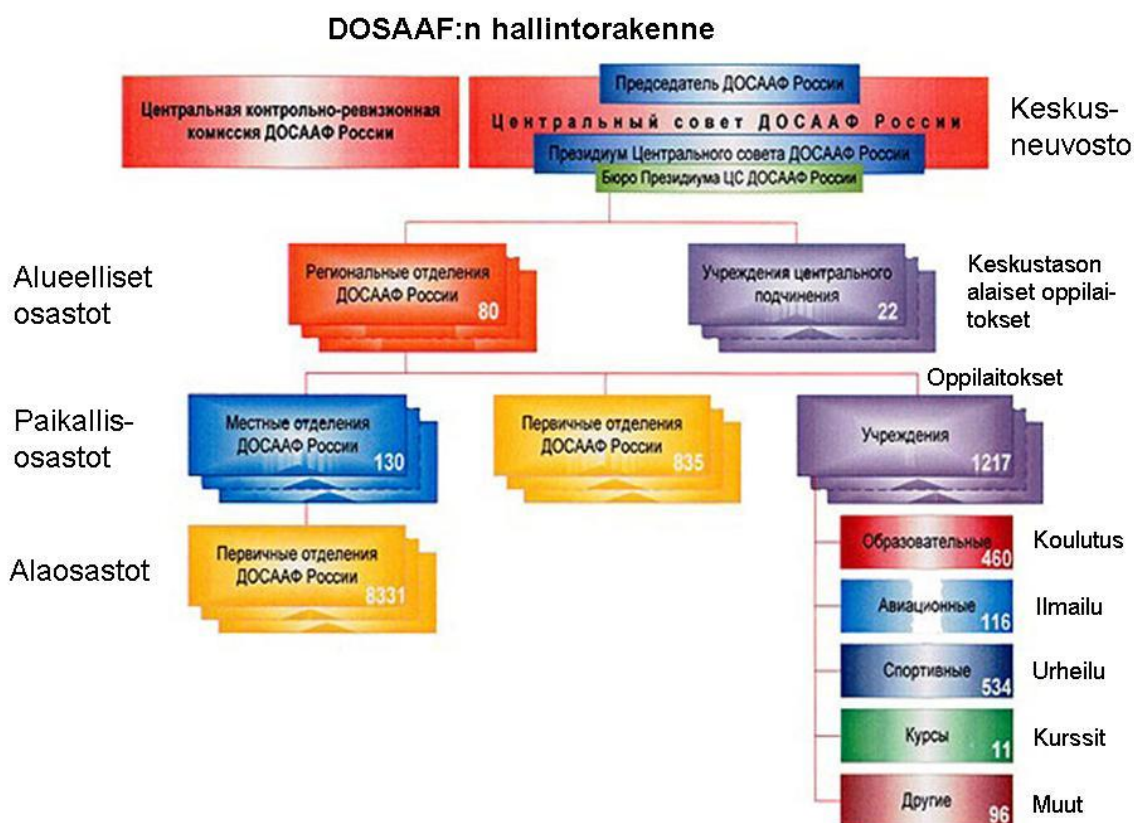 DOSAAF:n hallintorakenne
Центральная контрольно-ревизионная
комиссия ДОСААФ России
Председатель ДОСААФ России
Центральный совет ДОСААФ России
Президиум Центрального совета ДОСААФ России
Бюро Президиума ЦС ДОСААФ России
Keskus-
neuvosto
Alueelliset
osastot
Региональные отделения
ДОСААФ России
80
Учреждения центрального
подчинения
22
Keskustason
alaiset oppilai-
tokset
Oppilaitokset
Paikallis-
osastot
Местные отделения
ДОСААФ России
130
Первичные отделения
ДОСААФ России
835
Учреждения
1217
Alaosastot
Первичные отделения
ДОСААФ России
8331
Образовательные
460
Koulutus
Авиационные
116
Ilmailu
Спортивные
534
Urheilu
Курсы
11
Kurssit
Другие
96
Muut